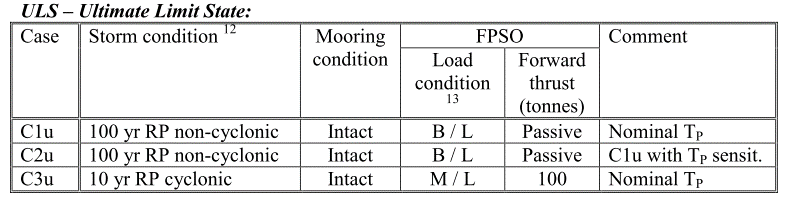 ULS – Ultimate Limit State:
Case Storm condition 12 Mooring condition FPSO Comment
Load condition 13 Forward thrust (tonnes)
C1u 100 yr RP non-cyclonic Intact B / L Passive Nominal TP
C2u 100 yr RP non-cyclonic Intact B / L Passive C1u with TP sensit.
C3u 10 yr RP cyclonic Intact M / L 100 Nominal TP